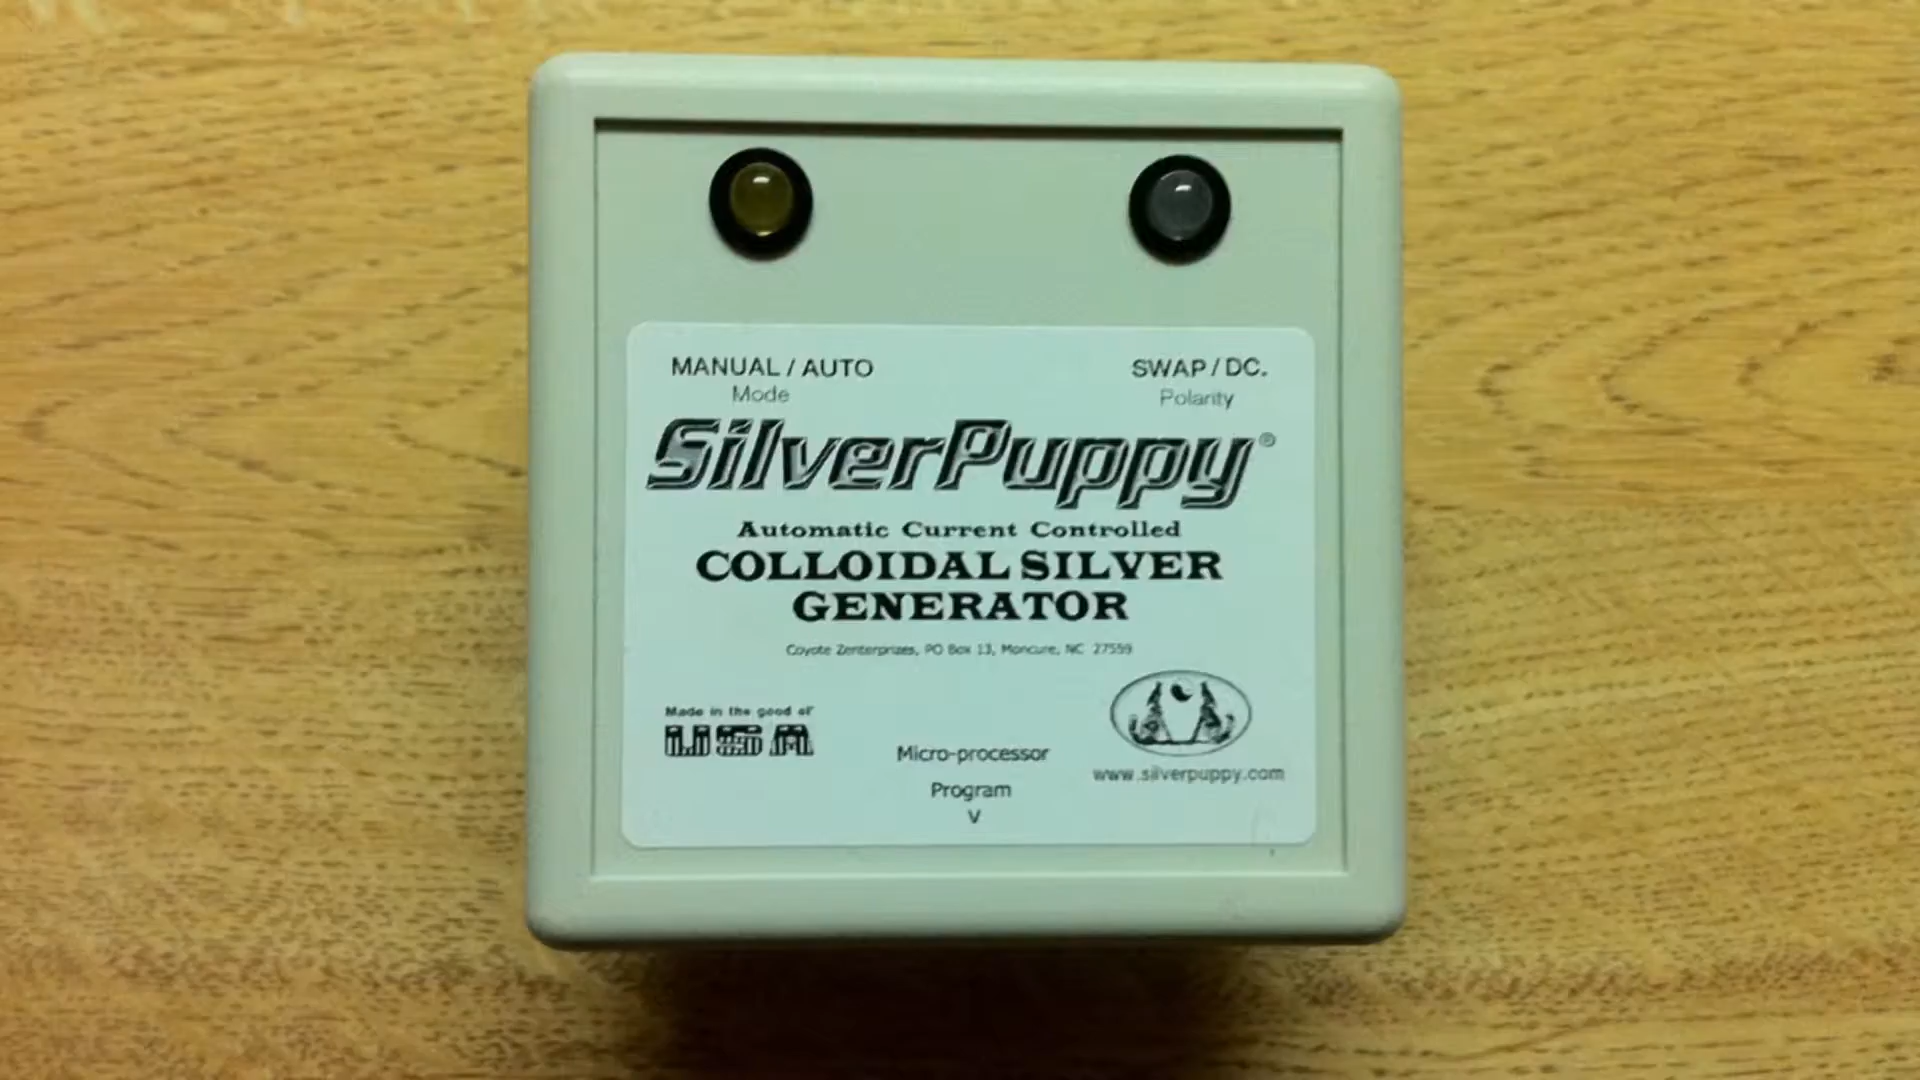 MANUAL / AUTO
Mode
SWAP / DC.
Polarity
SilverPuppy®
Automatic Current Controlled
COLLOIDAL SILVER
GENERATOR
Coyote Zenterprizes, PO Box 13, Moncure, NC 27559
Made in the good ol'
USA
Micro-processor
Program
V
www.silverpuppy.com